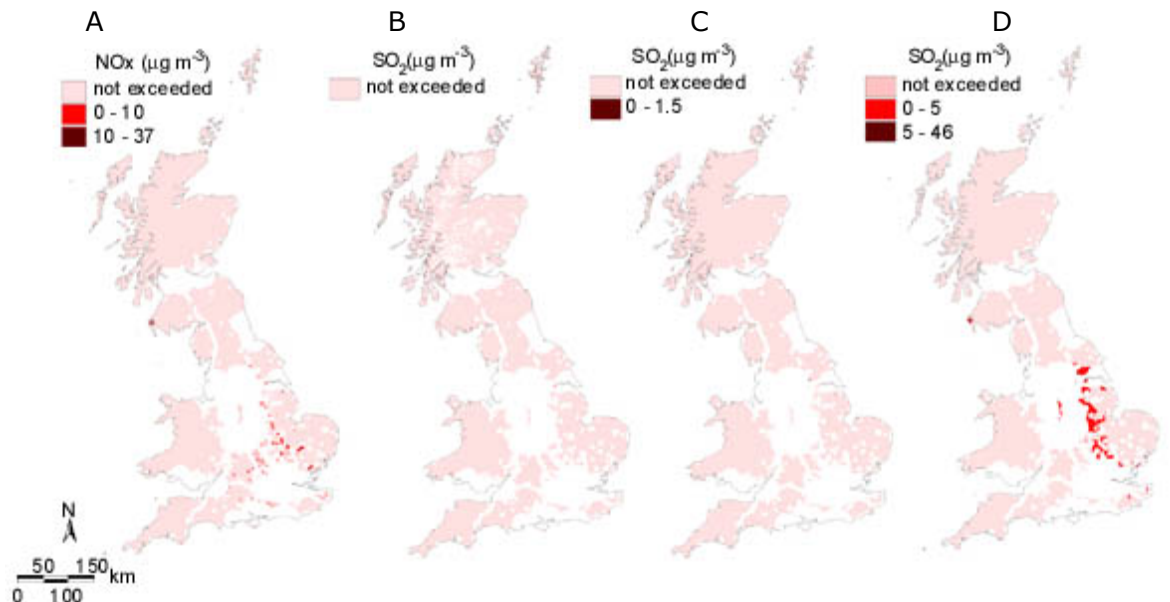 A B C D
NOx (μg m-3)
not exceeded
0 - 10
10 - 37
SO2(μg m-3)
not exceeded
SO2(μg m-3)
not exceeded
0 - 1.5
SO2(μg m-3)
not exceeded
0 - 5
5 - 46
N
50 150
km
0 100